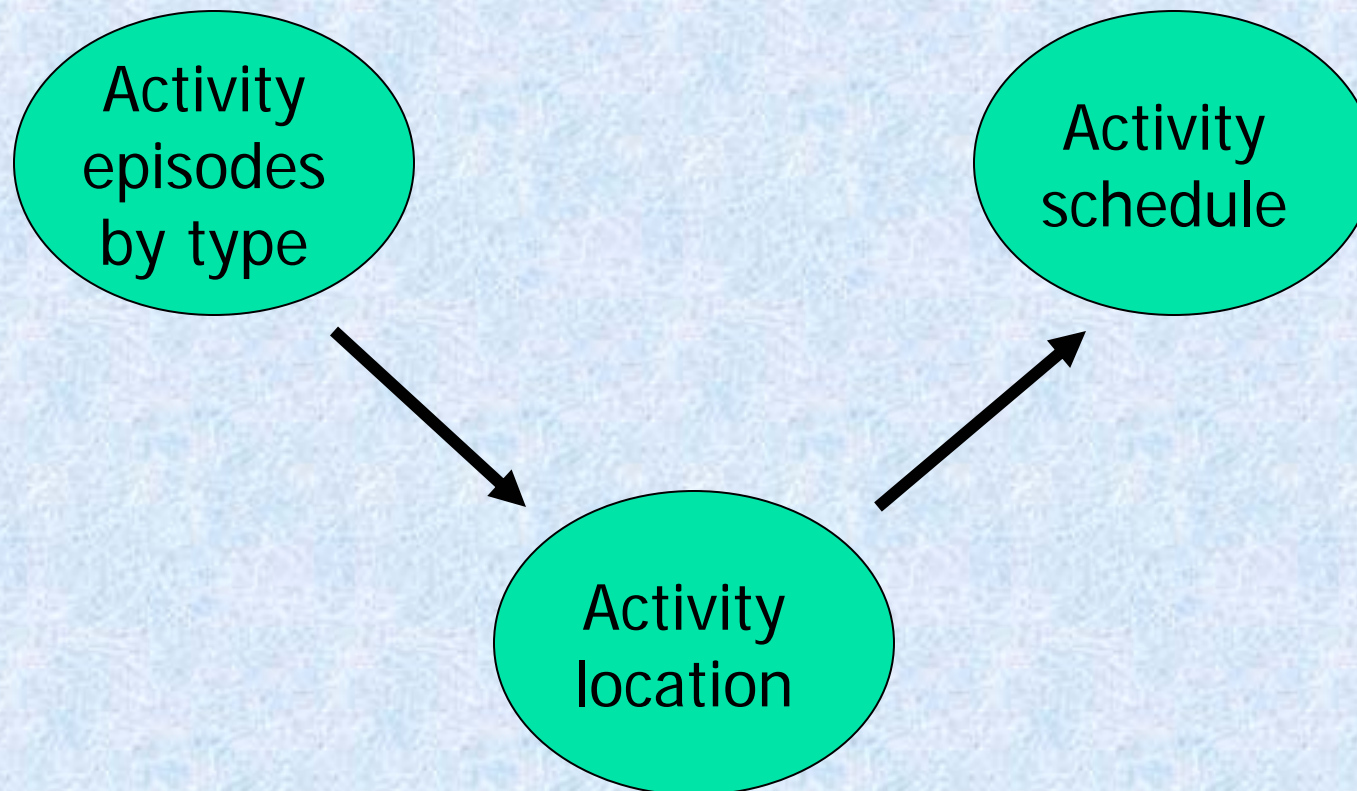 Activity
episodes
by type
Activity
schedule
Activity
location